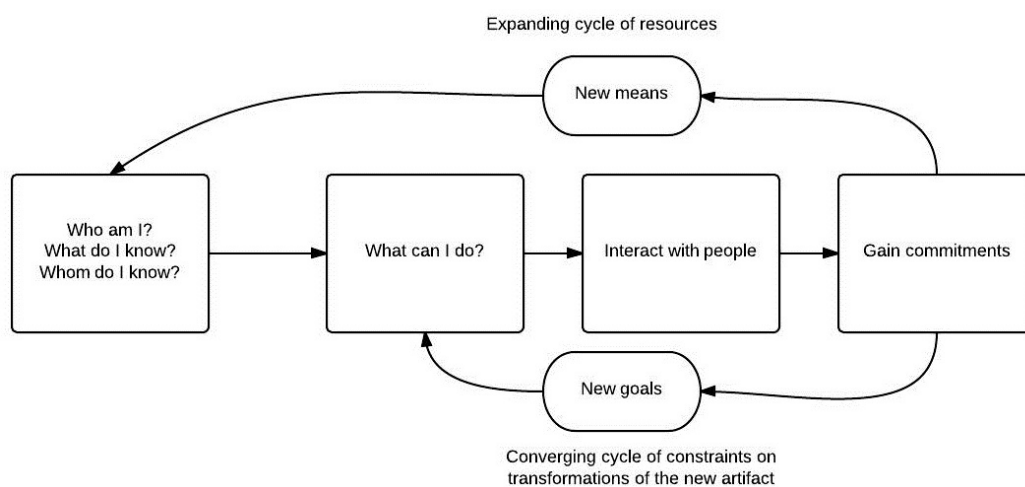 Expanding cycle of resources
New means
Who am I?
What do I know?
Whom do I know?
What can I do?
Interact with people
Gain commitments
New goals
Converging cycle of constraints on
transformations of the new artifact